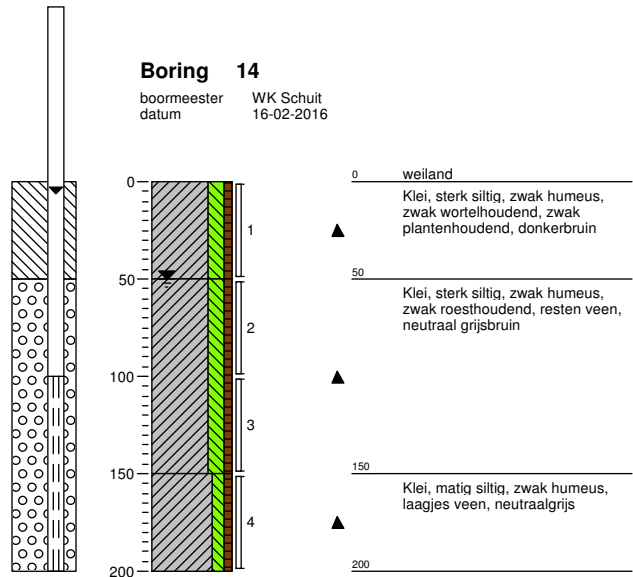 Boring 14
boormeester WK Schuit
datum 16-02-2016
0
50
100
150
200
1
2
3
4
0 weiland
Klei, sterk siltig, zwak humeus,
zwak wortelhoudend, zwak
plantenhoudend, donkerbruin
50
Klei, sterk siltig, zwak humeus,
zwak roesthoudend, resten veen,
neutraal grijsbruin
150
Klei, matig siltig, zwak humeus,
laagjes veen, neutraalgrijs
200